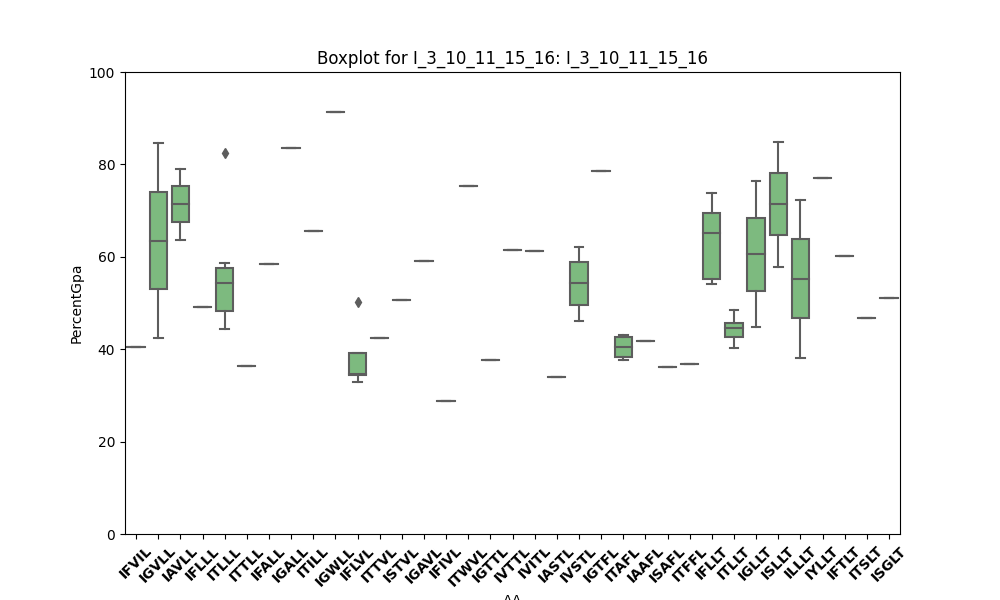 Boxplot for I_3_10_11_15_16: I_3_10_11_15_16
PercentGpa
100
80
60
40
20
0
IFVIL
IGVLL
IAVLL
IFLLL
ITLLL
ITTLL
IFALL
IGALL
ITILL
IGWLL
IFLVL
ITTVL
ISTVL
IGAVL
IFIVL
ITWVL
IGTTL
IVTTL
IVITL
IASTL
IVSTL
IGTFL
ITAFL
IAAFL
ISAFL
ITFFL
IFLLT
ITLLT
IGLLT
ISLLT
ILLLT
IYLLT
IFTLT
ITSLT
ISGLT